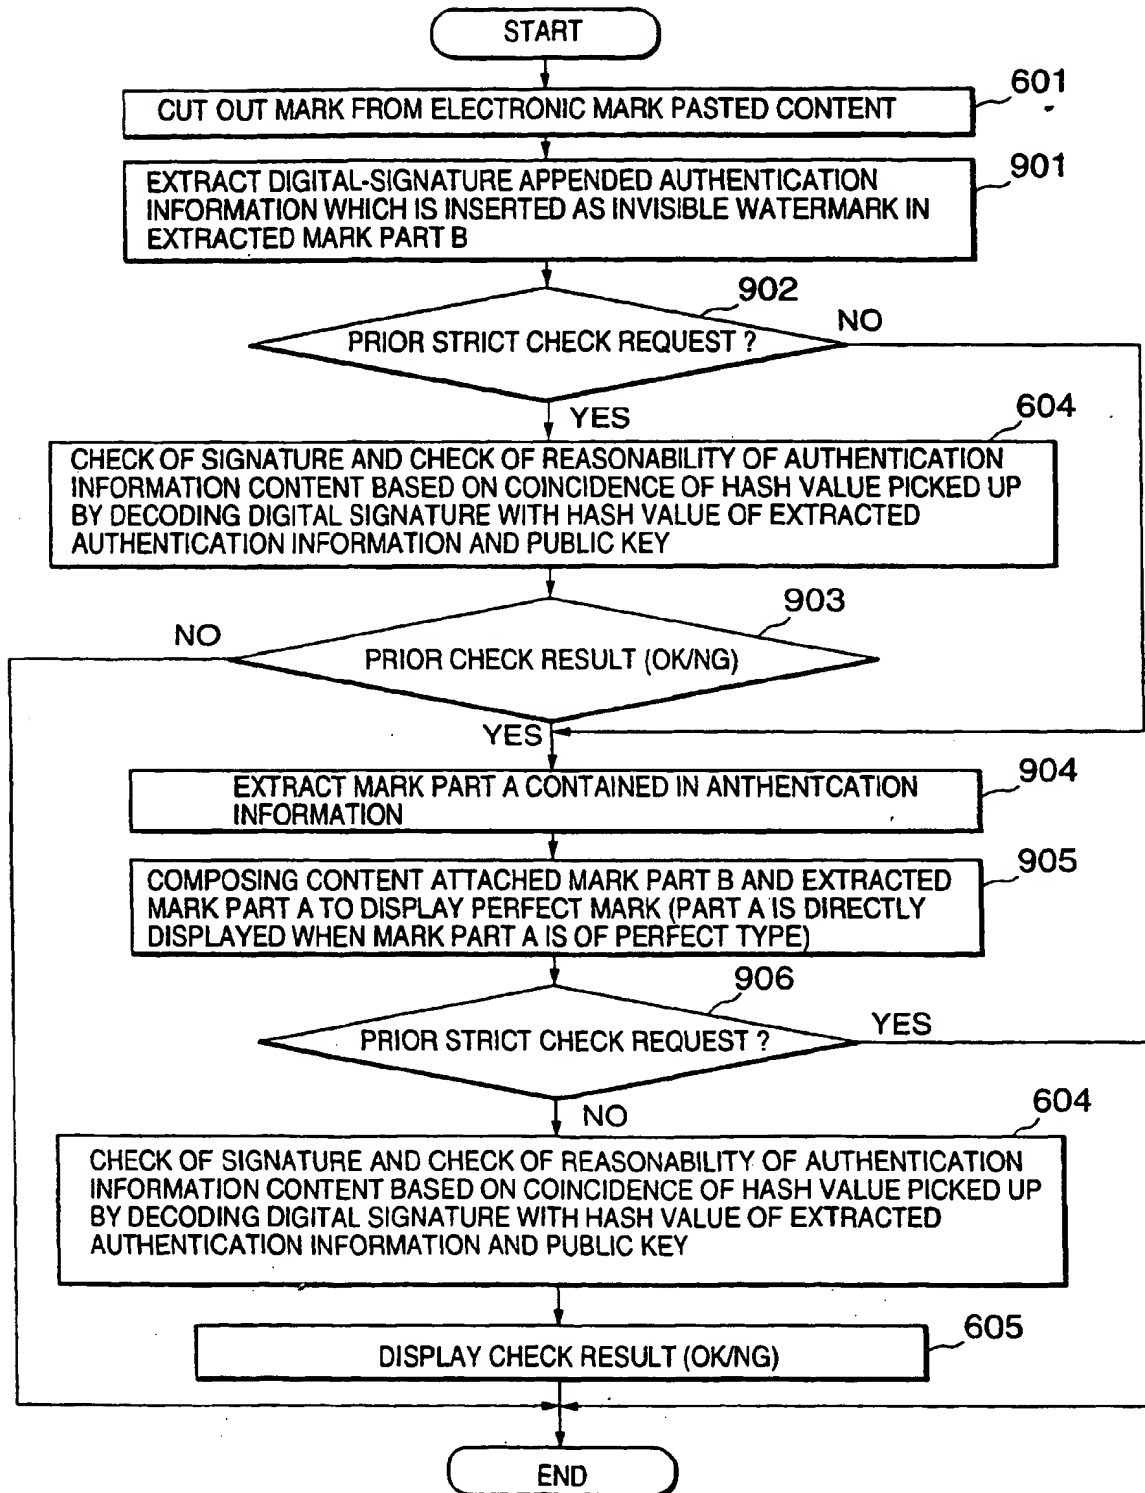 START
CUT OUT MARK FROM ELECTRONIC MARK PASTED CONTENT
601
EXTRACT DIGITAL-SIGNATURE APPENDED AUTHENTICATION
INFORMATION WHICH IS INSERTED AS INVISIBLE WATERMARK IN
EXTRACTED MARK PART B
901
902
PRIOR STRICT CHECK REQUEST ?
NO
YES
604
CHECK OF SIGNATURE AND CHECK OF REASONABILITY OF AUTHENTICATION
INFORMATION CONTENT BASED ON COINCIDENCE OF HASH VALUE PICKED UP
BY DECODING DIGITAL SIGNATURE WITH HASH VALUE OF EXTRACTED
AUTHENTICATION INFORMATION AND PUBLIC KEY
903
NO
PRIOR CHECK RESULT (OK/NG)
YES
904
EXTRACT MARK PART A CONTAINED IN ANTHENTCATION
INFORMATION
905
COMPOSING CONTENT ATTACHED MARK PART B AND EXTRACTED
MARK PART A TO DISPLAY PERFECT MARK (PART A IS DIRECTLY
DISPLAYED WHEN MARK PART A IS OF PERFECT TYPE)
906
PRIOR STRICT CHECK REQUEST ?
YES
NO
604
CHECK OF SIGNATURE AND CHECK OF REASONABILITY OF AUTHENTICATION
INFORMATION CONTENT BASED ON COINCIDENCE OF HASH VALUE PICKED UP
BY DECODING DIGITAL SIGNATURE WITH HASH VALUE OF EXTRACTED
AUTHENTICATION INFORMATION AND PUBLIC KEY
605
DISPLAY CHECK RESULT (OK/NG)
END